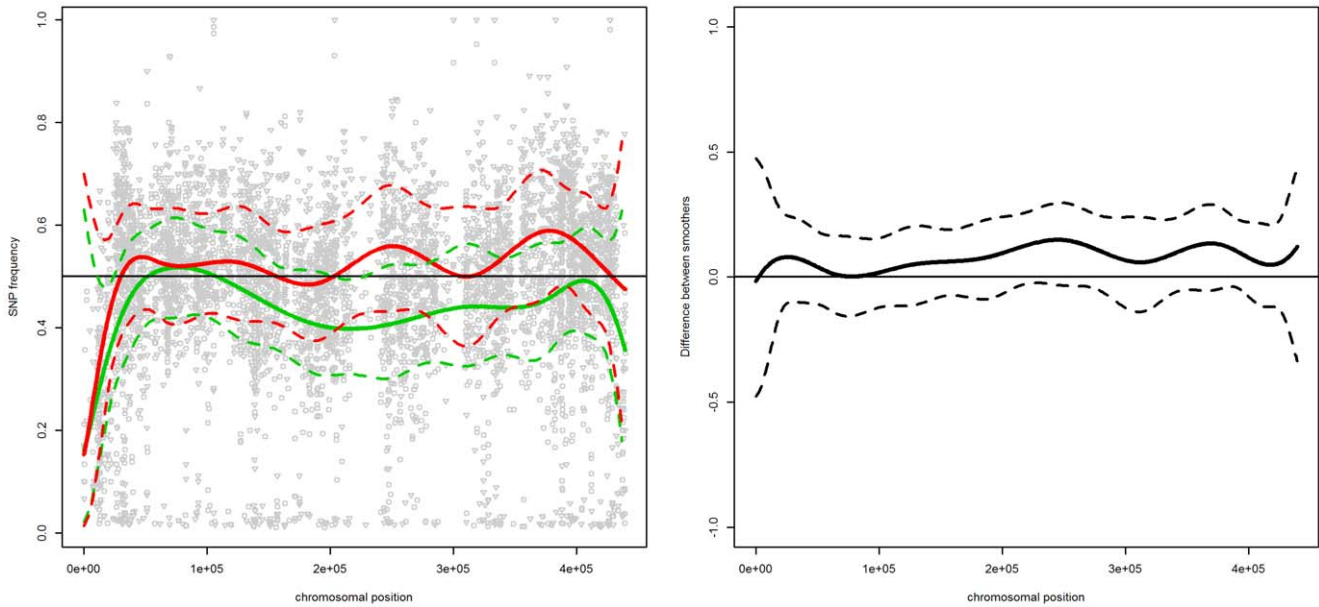 SNP frequency
1.0
0.8
0.6
0.4
0.2
0.0
0e+00 1e+05 2e+05 3e+05 4e+05
chromosomal position
Difference between smoothers
1.0
0.5
0.0
-0.5
-1.0
0e+00 1e+05 2e+05 3e+05 4e+05
chromosomal position